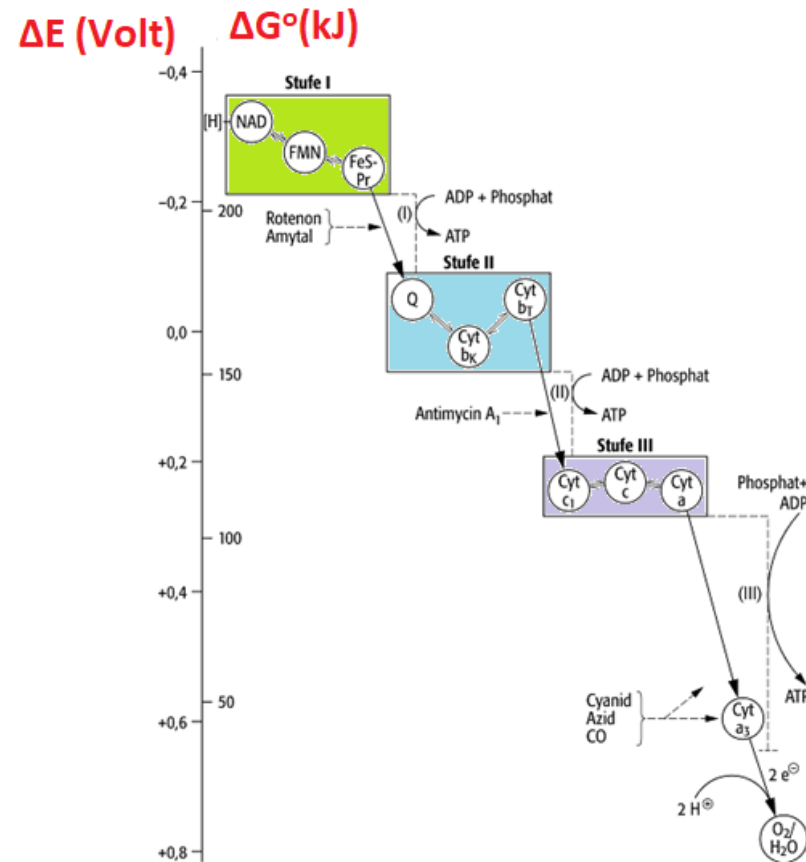 ΔE (Volt)
ΔGº(kJ)
–0,4
Stufe I
[H]
NAD
FMN
FeS-
Pr
–0,2
200
Rotenon
Amytal
(I)
ADP + Phosphat
ATP
Stufe II
Q
Cyt
bK
Cyt
bT
0,0
150
Antimycin A1
(II)
ADP + Phosphat
ATP
Stufe III
+0,2
Cyt
c1
Cyt
c
Cyt
a
Phosphat+
ADP
100
+0,4
(III)
ATP
50
+0,6
Cyanid
Azid
CO
Cyt
a3
2 e⊖
2 H⊕
O2/
H2O
+0,8